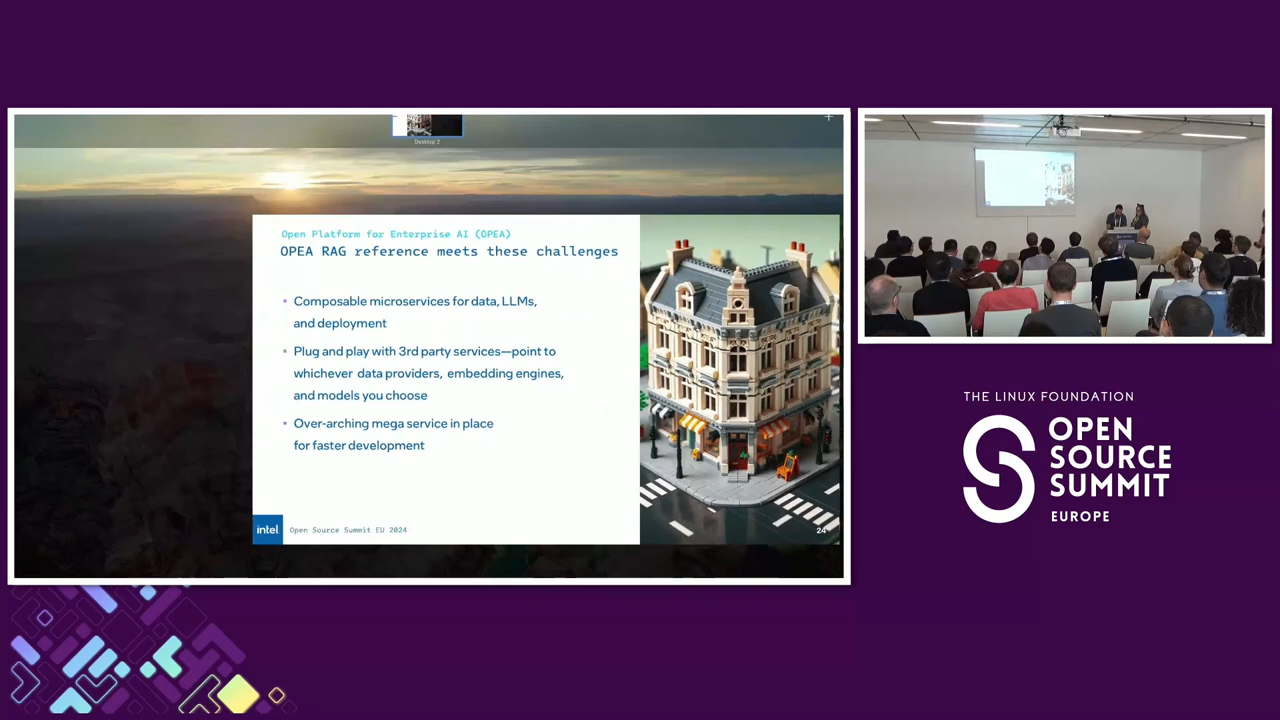 Desktop 2
Open Platform for Enterprise AI (OPEA)
OPEA RAG reference meets these challenges
Composable microservices for data, LLMs,
and deployment
Plug and play with 3rd party services—point to
whichever data providers, embedding engines,
and models you choose
Over-arching mega service in place
for faster development
intel
Open Source Summit EU 2024
24
THE LINUX FOUNDATION
OPEN
SOURCE
SUMMIT
EUROPE